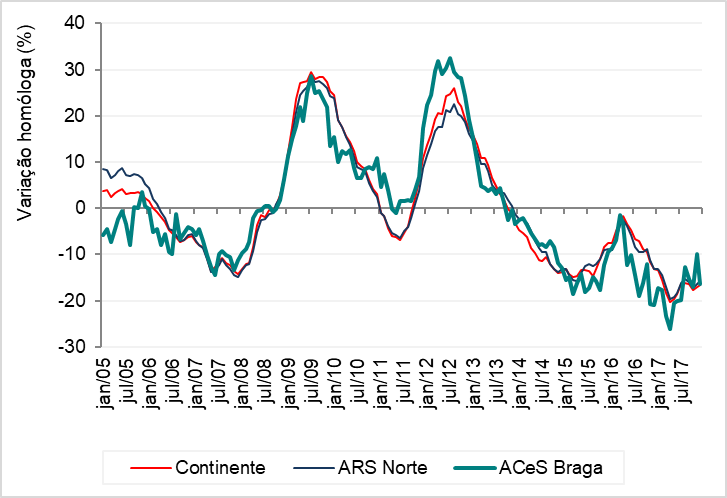 Variação homóloga (%)
40
30
20
10
0
-10
-20
-30
jan/05
jul/05
jan/06
jul/06
jan/07
jul/07
jan/08
jul/08
jan/09
jul/09
jan/10
jul/10
jan/11
jul/11
jan/12
jul/12
jan/13
jul/13
jan/14
jul/14
jan/15
jul/15
jan/16
jul/16
jan/17
jul/17
Continente
ARS Norte
ACeS Braga